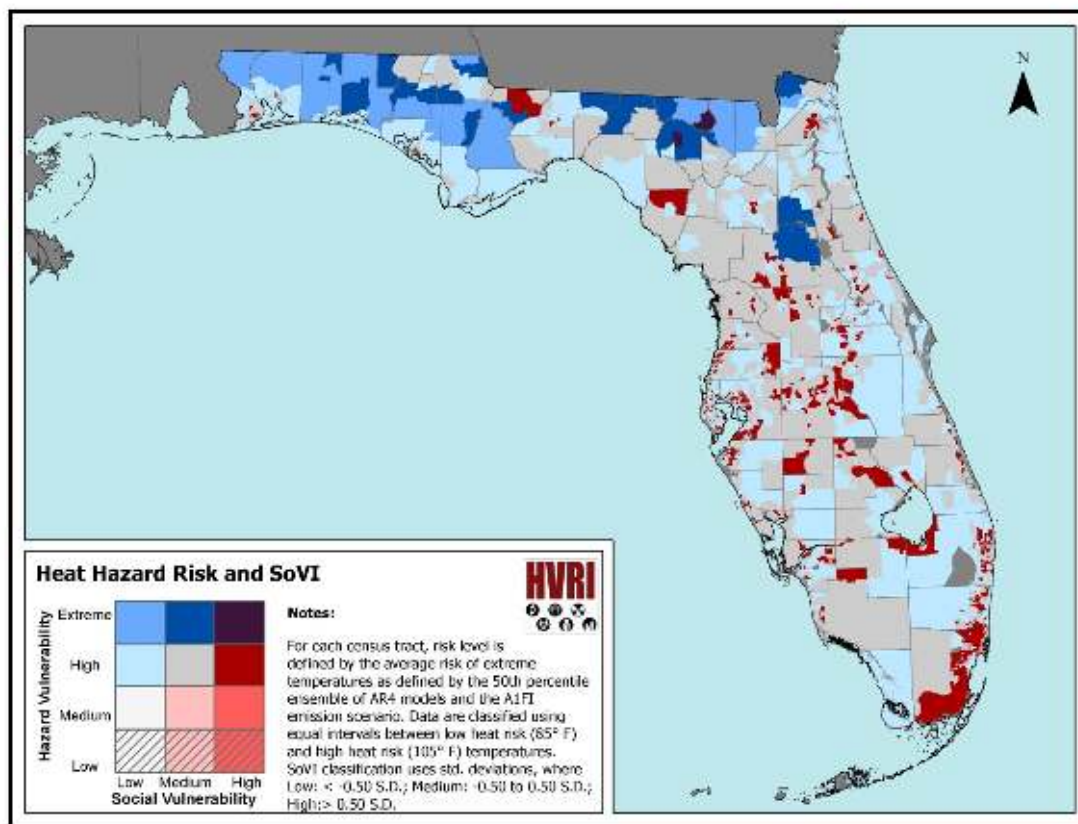 N
Heat Hazard Risk and SoVI
HVRI
Hazard Vulnerability
Extreme
High
Medium
Low
Low Medium High
Social Vulnerability
Notes:
For each census tract, risk level is
defined by the average risk of extreme
temperatures as defined by the 50th percentile
ensemble of AR4 models and the A1FI
emission scenario. Data are classified using
equal intervals between low heat risk (85° F)
and high heat risk (105° F) temperatures.
SoVI classification uses std. deviations, where
Low: < -0.50 S.D.; Medium: -0.50 to 0.50 S.D.;
High:> 0.50 S.D.